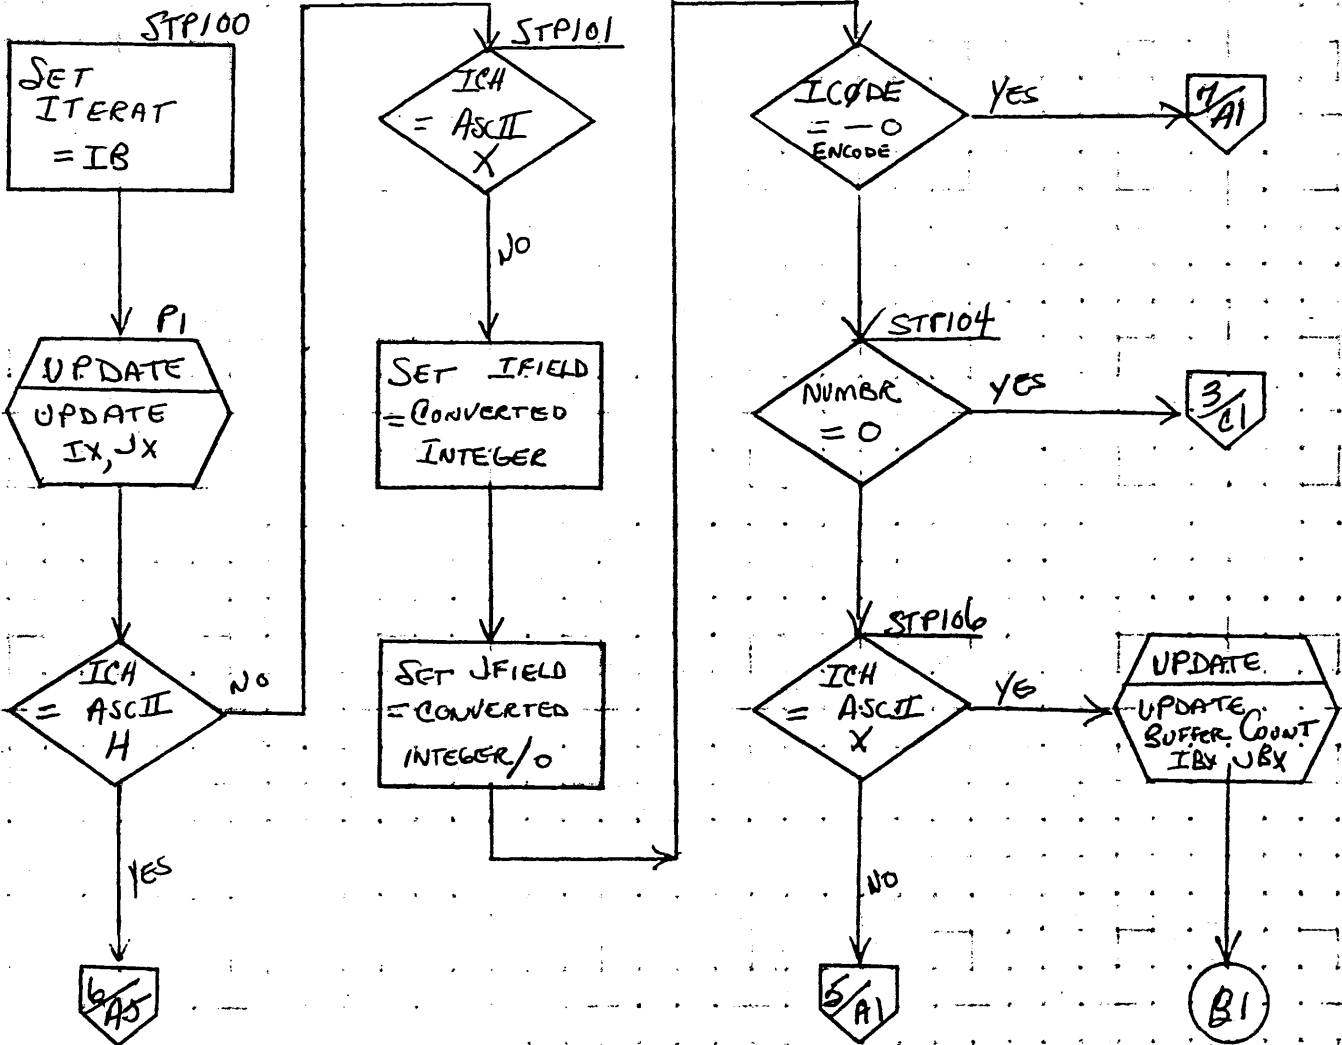 STP100
SET
ITERAT
= IB
P1
UPDATE
UPDATE
IX, JX
ICH
= ASCII
H
NO
YES
6/A5
STP101
ICH
= ASCII
X
NO
SET IFIELD
= CONVERTED
INTEGER
SET JFIELD
= CONVERTED
INTEGER/0
ICØDE
= - 0
ENCODE
YES
7/A1
STP104
NUMBR
= 0
YES
3/C1
STP106
ICH
= ASCII
X
YES
NO
5/A1
UPDATE
UPDATE
BUFFER COUNT
IBX JBX
B1